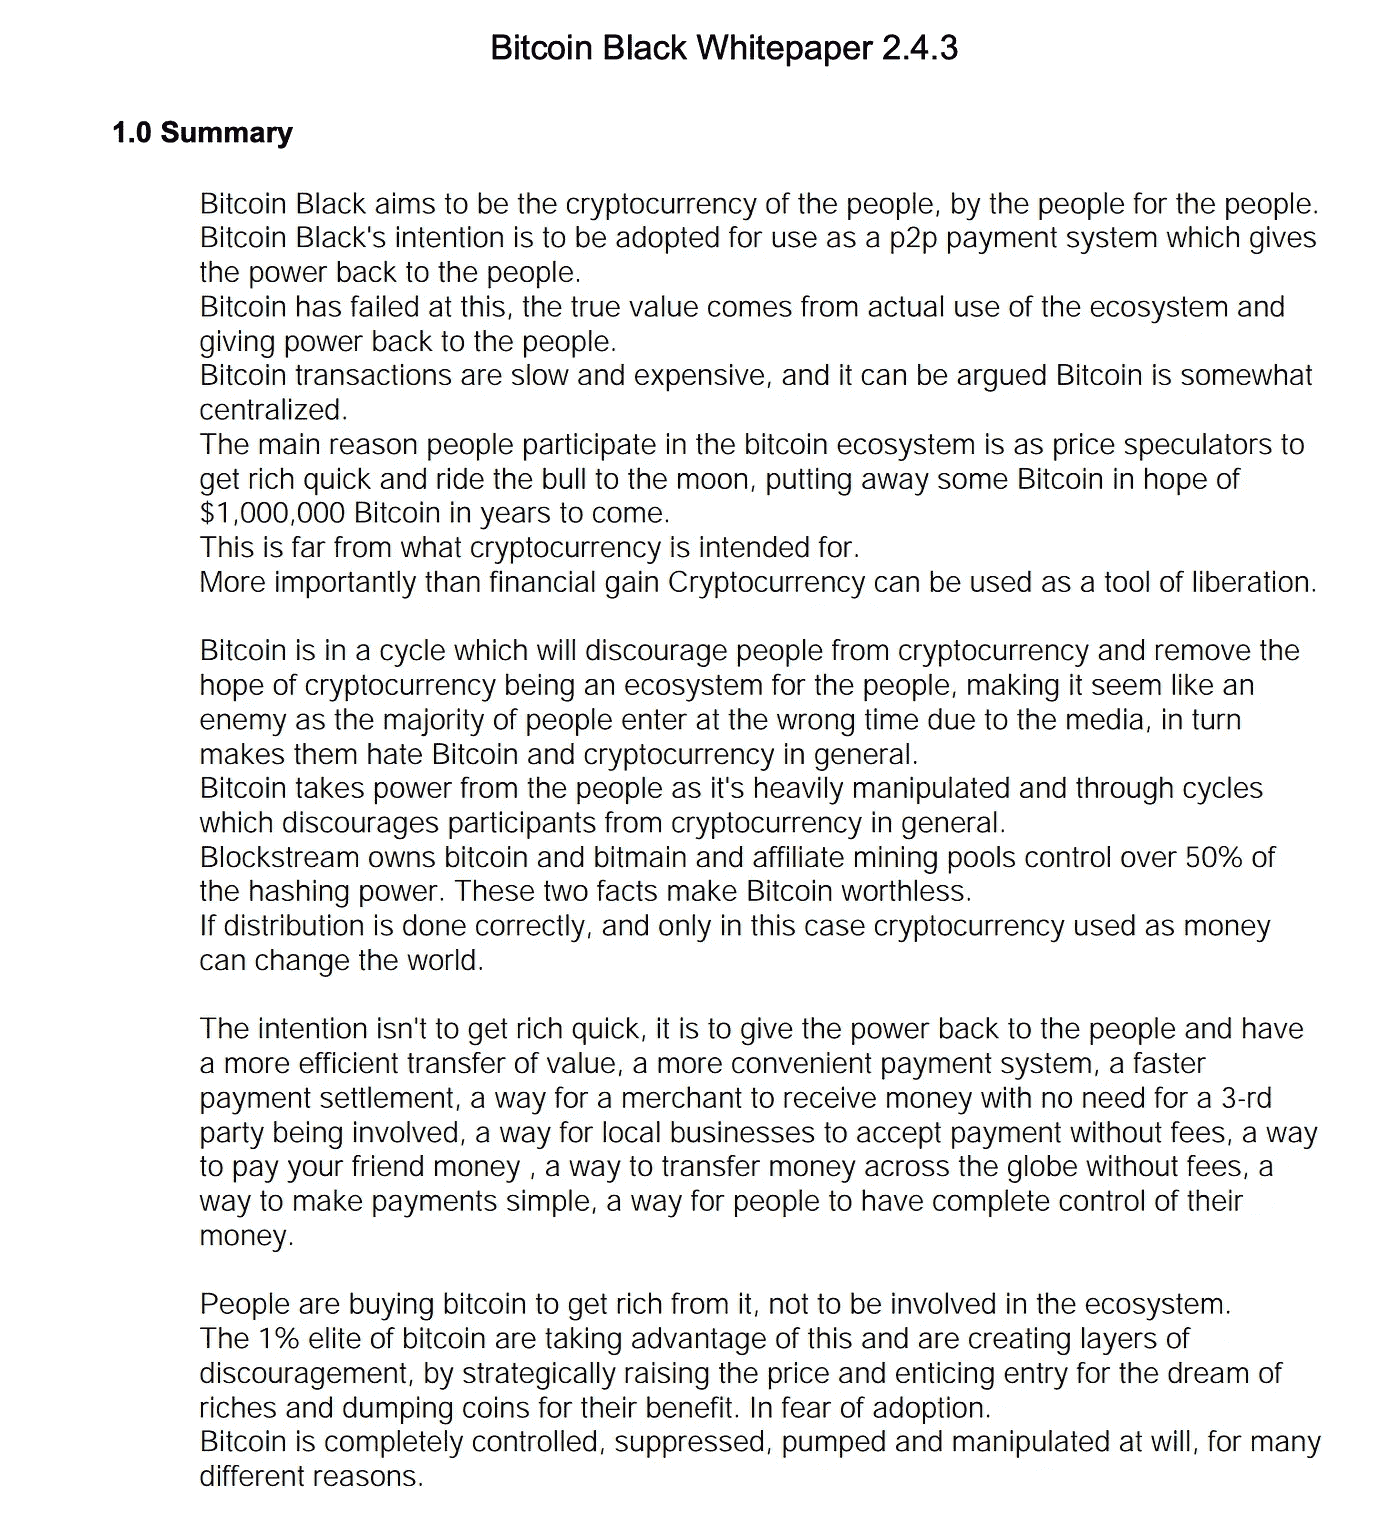 Bitcoin Black Whitepaper 2.4.3
1.0 Summary
Bitcoin Black aims to be the cryptocurrency of the people, by the people for the people.
Bitcoin Black's intention is to be adopted for use as a p2p payment system which gives
the power back to the people.
Bitcoin has failed at this, the true value comes from actual use of the ecosystem and
giving power back to the people.
Bitcoin transactions are slow and expensive, and it can be argued Bitcoin is somewhat
centralized.
The main reason people participate in the bitcoin ecosystem is as price speculators to
get rich quick and ride the bull to the moon, putting away some Bitcoin in hope of
$1,000,000 Bitcoin in years to come.
This is far from what cryptocurrency is intended for.
More importantly than financial gain Cryptocurrency can be used as a tool of liberation.
Bitcoin is in a cycle which will discourage people from cryptocurrency and remove the
hope of cryptocurrency being an ecosystem for the people, making it seem like an
enemy as the majority of people enter at the wrong time due to the media, in turn
makes them hate Bitcoin and cryptocurrency in general.
Bitcoin takes power from the people as it's heavily manipulated and through cycles
which discourages participants from cryptocurrency in general.
Blockstream owns bitcoin and bitmain and affiliate mining pools control over 50% of
the hashing power. These two facts make Bitcoin worthless.
If distribution is done correctly, and only in this case cryptocurrency used as money
can change the world.
The intention isn't to get rich quick, it is to give the power back to the people and have
a more efficient transfer of value, a more convenient payment system, a faster
payment settlement, a way for a merchant to receive money with no need for a 3-rd
party being involved, a way for local businesses to accept payment without fees, a way
to pay your friend money , a way to transfer money across the globe without fees, a
way to make payments simple, a way for people to have complete control of their
money.
People are buying bitcoin to get rich from it, not to be involved in the ecosystem.
The 1% elite of bitcoin are taking advantage of this and are creating layers of
discouragement, by strategically raising the price and enticing entry for the dream of
riches and dumping coins for their benefit. In fear of adoption.
Bitcoin is completely controlled, suppressed, pumped and manipulated at will, for many
different reasons.